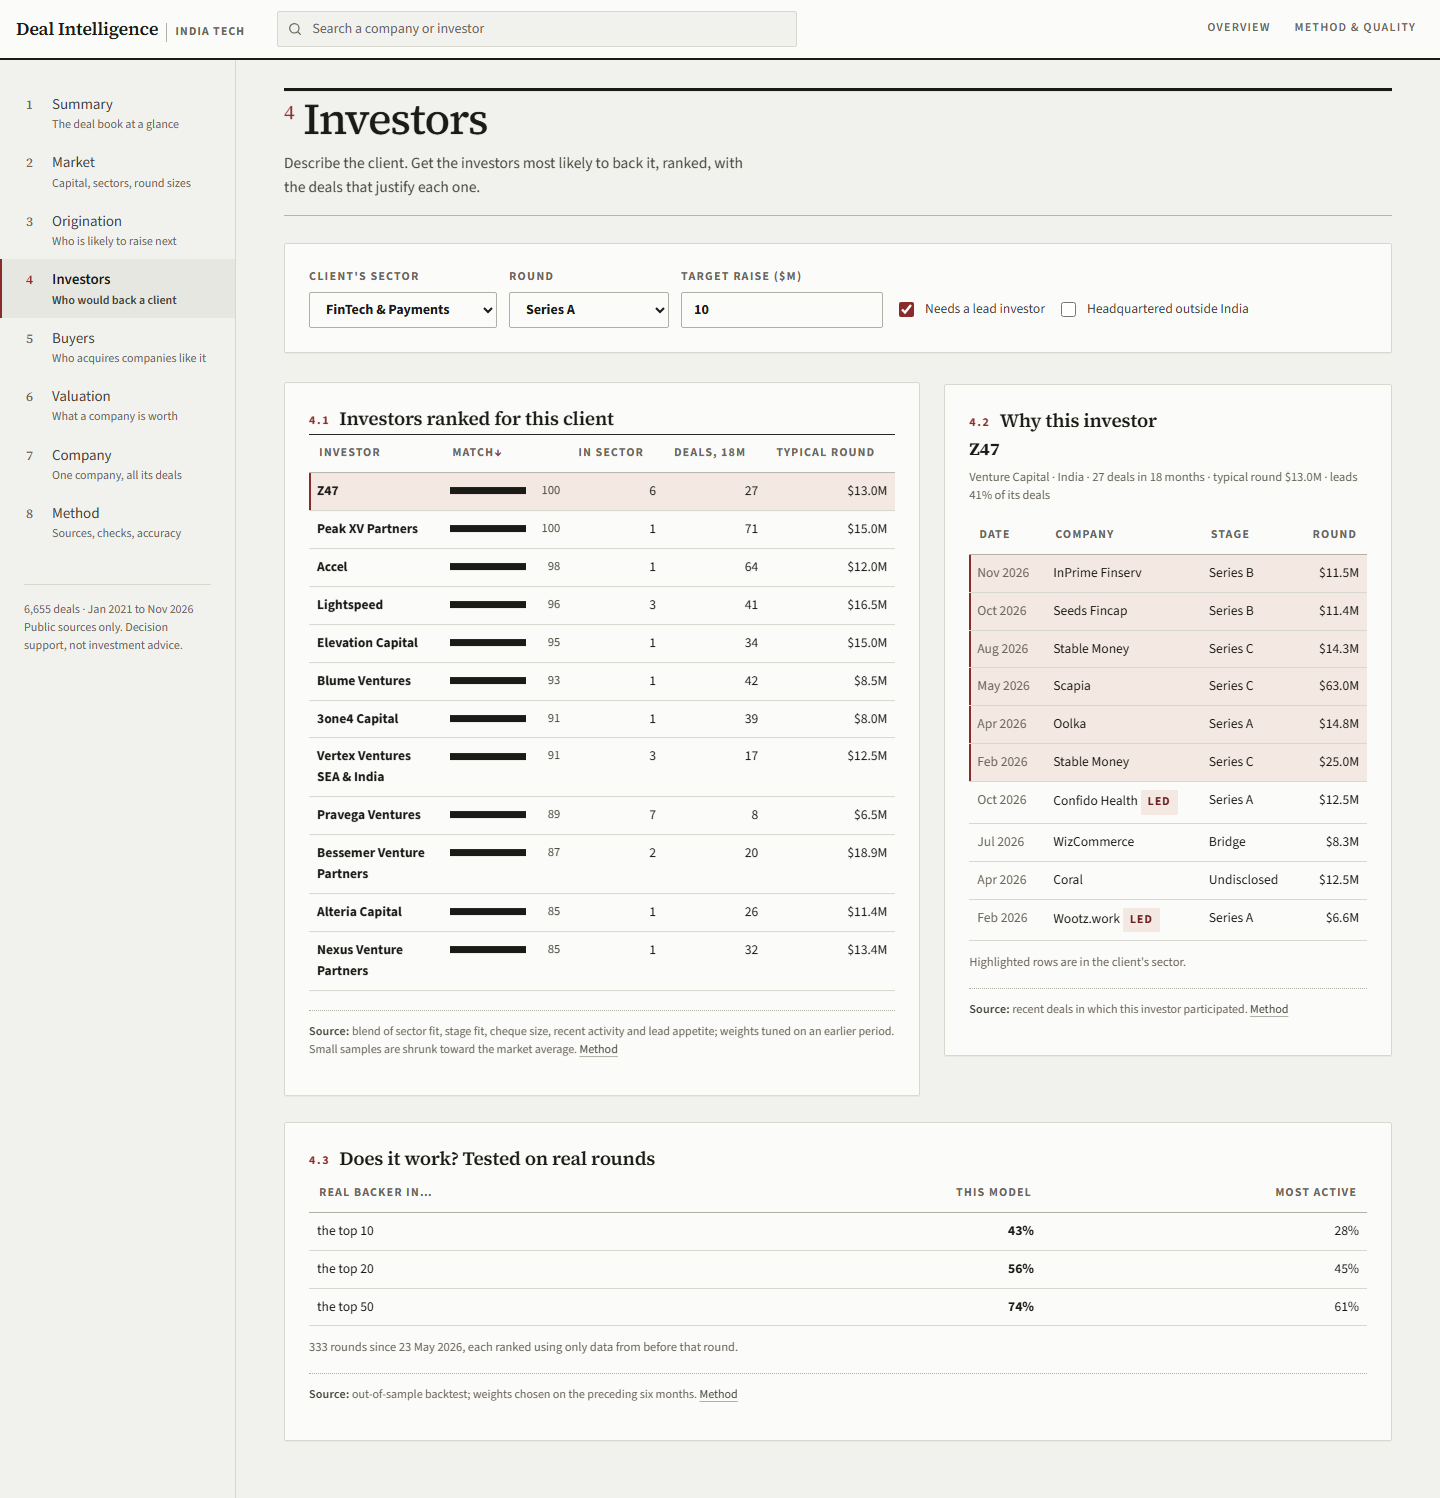 Deal Intelligence | INDIA TECH
Search a company or investor
OVERVIEW
METHOD & QUALITY
1 Summary
The deal book at a glance
2 Market
Capital, sectors, round sizes
3 Origination
Who is likely to raise next
4 Investors
Who would back a client
5 Buyers
Who acquires companies like it
6 Valuation
What a company is worth
7 Company
One company, all its deals
8 Method
Sources, checks, accuracy
6,655 deals · Jan 2021 to Nov 2026
Public sources only. Decision
support, not investment advice.
4 Investors
Describe the client. Get the investors most likely to back it, ranked, with
the deals that justify each one.
CLIENT'S SECTOR ROUND TARGET RAISE ($M)
FinTech & Payments Series A 10 Needs a lead investor Headquartered outside India
4.1 Investors ranked for this client
INVESTOR MATCH↓ IN SECTOR DEALS, 18M TYPICAL ROUND
Z47 100 6 27 $13.0M
Peak XV Partners 100 1 71 $15.0M
Accel 98 1 64 $12.0M
Lightspeed 96 3 41 $16.5M
Elevation Capital 95 1 34 $15.0M
Blume Ventures 93 1 42 $8.5M
3one4 Capital 91 1 39 $8.0M
Vertex Ventures 91 3 17 $12.5M
SEA & India
Pravega Ventures 89 7 8 $6.5M
Bessemer Venture 87 2 20 $18.9M
Partners
Alteria Capital 85 1 26 $11.4M
Nexus Venture 85 1 32 $13.4M
Partners
Source: blend of sector fit, stage fit, cheque size, recent activity and lead appetite; weights tuned on an earlier period.
Small samples are shrunk toward the market average. Method
4.2 Why this investor
Z47
Venture Capital · India · 27 deals in 18 months · typical round $13.0M · leads
41% of its deals
DATE COMPANY STAGE ROUND
Nov 2026 InPrime Finserv Series B $11.5M
Oct 2026 Seeds Fincap Series B $11.4M
Aug 2026 Stable Money Series C $14.3M
May 2026 Scapia Series C $63.0M
Apr 2026 Oolka Series A $14.8M
Feb 2026 Stable Money Series C $25.0M
Oct 2026 Confido Health LED Series A $12.5M
Jul 2026 WizCommerce Bridge $8.3M
Apr 2026 Coral Undisclosed $12.5M
Feb 2026 Wootz.work LED Series A $6.6M
Highlighted rows are in the client's sector.
Source: recent deals in which this investor participated. Method
4.3 Does it work? Tested on real rounds
REAL BACKER IN... THIS MODEL MOST ACTIVE
the top 10 43% 28%
the top 20 56% 45%
the top 50 74% 61%
333 rounds since 23 May 2026, each ranked using only data from before that round.
Source: out-of-sample backtest; weights chosen on the preceding six months. Method